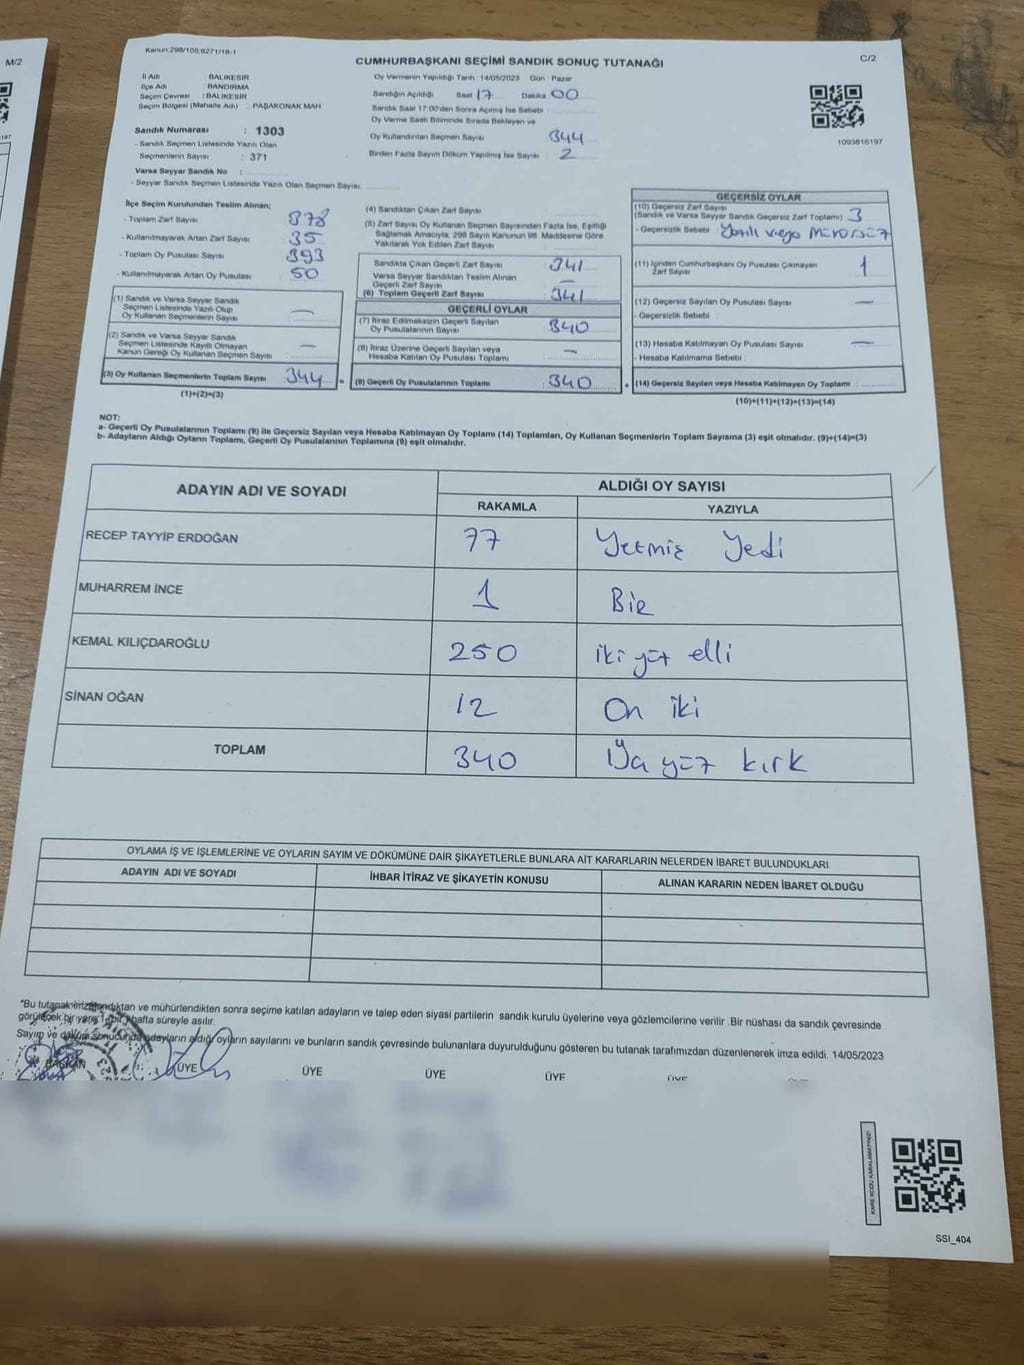 M/2
Kanun:298/105,6271/18-1
C/2
CUMHURBAŞKANI SEÇİMİ SANDIK SONUÇ TUTANAĞI
İl Adı : BALIKESİR
İlçe Adı : BANDIRMA
Seçim Çevresi : BALIKESİR
Seçim Bölgesi (Mahalle Adı) : PAŞAKONAK MAH
Oy Vermenin Yapıldığı Tarih : 14/05/2023 Gün : Pazar
Sandığın Açıldığı Saat 17 Dakika 00
Sandık Saat 17:00'den Sonra Açılmış İse Sebebi :
Oy Verme Saati Bitiminde Sırada Bekleyen ve
Oy Kullandırılan Seçmen Sayısı : 344
Birden Fazla Sayım Döküm Yapılmış İse Sayısı : 2
1093816197
Sandık Numarası : 1303
- Sandık Seçmen Listesinde Yazılı Olan
Seçmenlerin Sayısı : 371
Varsa Seyyar Sandık No :
- Seyyar Sandık Seçmen Listesinde Yazılı Olan Seçmen Sayısı
İlçe Seçim Kurulundan Teslim Alınan;
- Toplam Zarf Sayısı 378
- Kullanılmayarak Artan Zarf Sayısı 35
- Toplam Oy Pusulası Sayısı 393
- Kullanılmayarak Artan Oy Pusulası 50
(1) Sandık ve Varsa Seyyar Sandık
Seçmen Listesinde Yazılı Olup
Oy Kullanan Seçmenlerin Sayısı —
(2) Sandık ve Varsa Seyyar Sandık
Seçmen Listesinde Kayıtlı Olmayan
Kanun Gereği Oy Kullanan Seçmen Sayısı —
(3) Oy Kullanan Seçmenlerin Toplam Sayısı 344
(1)+(2)=(3)
(4) Sandıktan Çıkan Zarf Sayısı
(5) Zarf Sayısı Oy Kullanan Seçmen Sayısından Fazla İse, Eşitliği
Sağlamak Amacıyla, 298 Sayılı Kanunun 98. Maddesine Göre
Yakılarak Yok Edilen Zarf Sayısı
Sandıkta Çıkan Geçerli Zarf Sayısı 341
Varsa Seyyar Sandıktan Teslim Alınan
Geçerli Zarf Sayısı —
(6) Toplam Geçerli Zarf Sayısı 341
GEÇERLİ OYLAR
(7) İtiraz Edilmeksizin Geçerli Sayılan
Oy Pusulalarının Sayısı 340
(8) İtiraz Üzerine Geçerli Sayılan veya
Hesaba Katılan Oy Pusulası Toplamı —
= (9) Geçerli Oy Pusulalarının Toplamı 340
GEÇERSİZ OYLAR
(10) Geçersiz Zarf Sayısı
(Sandık ve Varsa Seyyar Sandık Geçersiz Zarf Toplamı) 3
- Geçersizlik Sebebi : Yazılı veya Mühürsüz
(11) İçinden Cumhurbaşkanı Oy Pusulası Çıkmayan
Zarf Sayısı 1
(12) Geçersiz Sayılan Oy Pusulası Sayısı —
- Geçersizlik Sebebi :
(13) Hesaba Katılmayan Oy Pusulası Sayısı —
- Hesaba Katılmama Sebebi :
+ (14) Geçersiz Sayılan veya Hesaba Katılmayan Oy Toplamı
(10)+(11)+(12)+(13)=(14)
NOT:
a- Geçerli Oy Pusulalarının Toplamı (9) ile Geçersiz Sayılan veya Hesaba Katılmayan Oy Toplamı (14) Toplamları, Oy Kullanan Seçmenlerin Toplam Sayısına (3) eşit olmalıdır. (9)+(14)=(3)
b- Adayların Aldığı Oyların Toplamı, Geçerli Oy Pusulalarının Toplamına (9) eşit olmalıdır.
ADAYIN ADI VE SOYADI
ALDIĞI OY SAYISI
RAKAMLA YAZIYLA
RECEP TAYYİP ERDOĞAN 77 Yetmiş Yedi
MUHARREM İNCE 1 Bir
KEMAL KILIÇDAROĞLU 250 iki yüz elli
SİNAN OĞAN 12 On iki
TOPLAM 340 yüz kırk
OYLAMA İŞ VE İŞLEMLERİNE VE OYLARIN SAYIM VE DÖKÜMÜNE DAİR ŞİKAYETLERLE BUNLARA AİT KARARLARIN NELERDEN İBARET BULUNDUKLARI
ADAYIN ADI VE SOYADI İHBAR İTİRAZ VE ŞİKAYETİN KONUSU ALINAN KARARIN NEDEN İBARET OLDUĞU
*Bu tutanak imzalandıktan ve mühürlendikten sonra seçime katılan adayların ve talep eden siyasi partilerin sandık kurulu üyelerine veya gözlemcilerine verilir .Bir nüshası da sandık çevresinde
görülecek bir yere 1 (bir) hafta süreyle asılır.
Sayım ve döküm sonucunda adayların aldığı oyların sayılarını ve bunların sandık çevresinde bulunanlara duyurulduğunu gösteren bu tutanak tarafımızdan düzenlenerek imza edildi. 14/05/2023
BAŞKAN ÜYE ÜYE ÜYE ÜYE ÜYE
KARE KODU KARALAMAYINIZ!
SSI_404